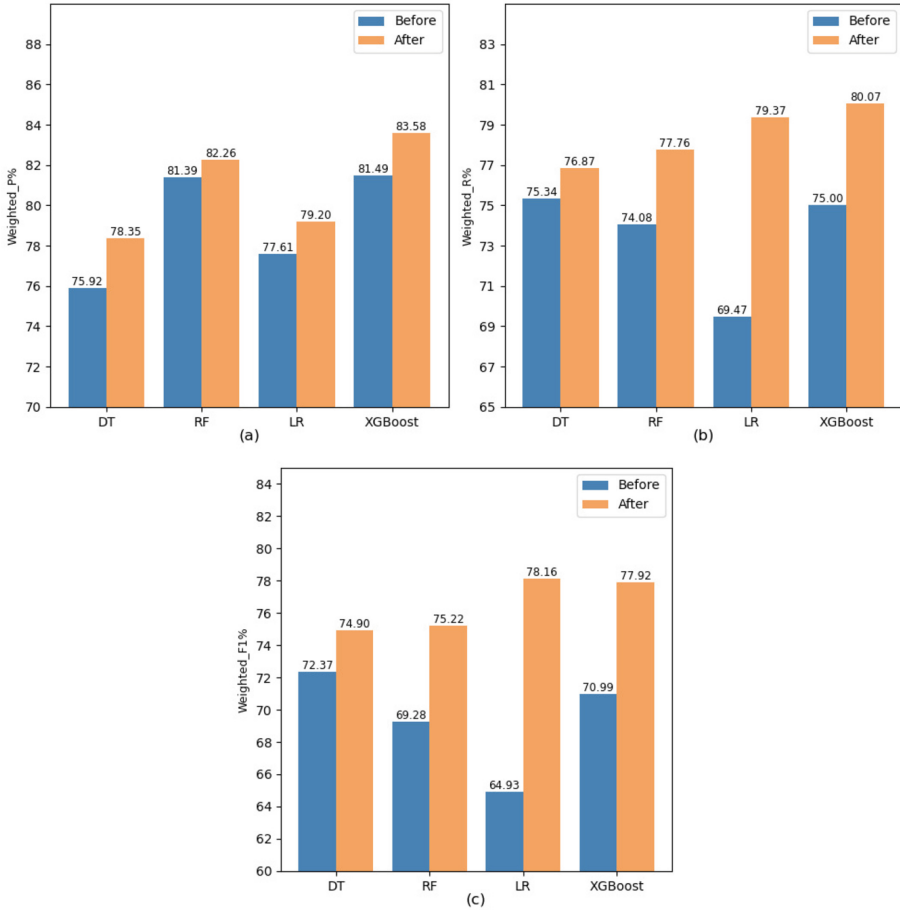 Before
After
88
86
84
82
80
78
76
74
72
70
Weighted_P%
75.92
78.35
81.39
82.26
77.61
79.20
81.49
83.58
DT
RF
LR
XGBoost
(a)
Before
After
83
81
79
77
75
73
71
69
67
65
Weighted_R%
75.34
76.87
74.08
77.76
69.47
79.37
75.00
80.07
DT
RF
LR
XGBoost
(b)
Before
After
84
82
80
78
76
74
72
70
68
66
64
62
60
Weighted_F1%
72.37
74.90
69.28
75.22
64.93
78.16
70.99
77.92
DT
RF
LR
XGBoost
(c)